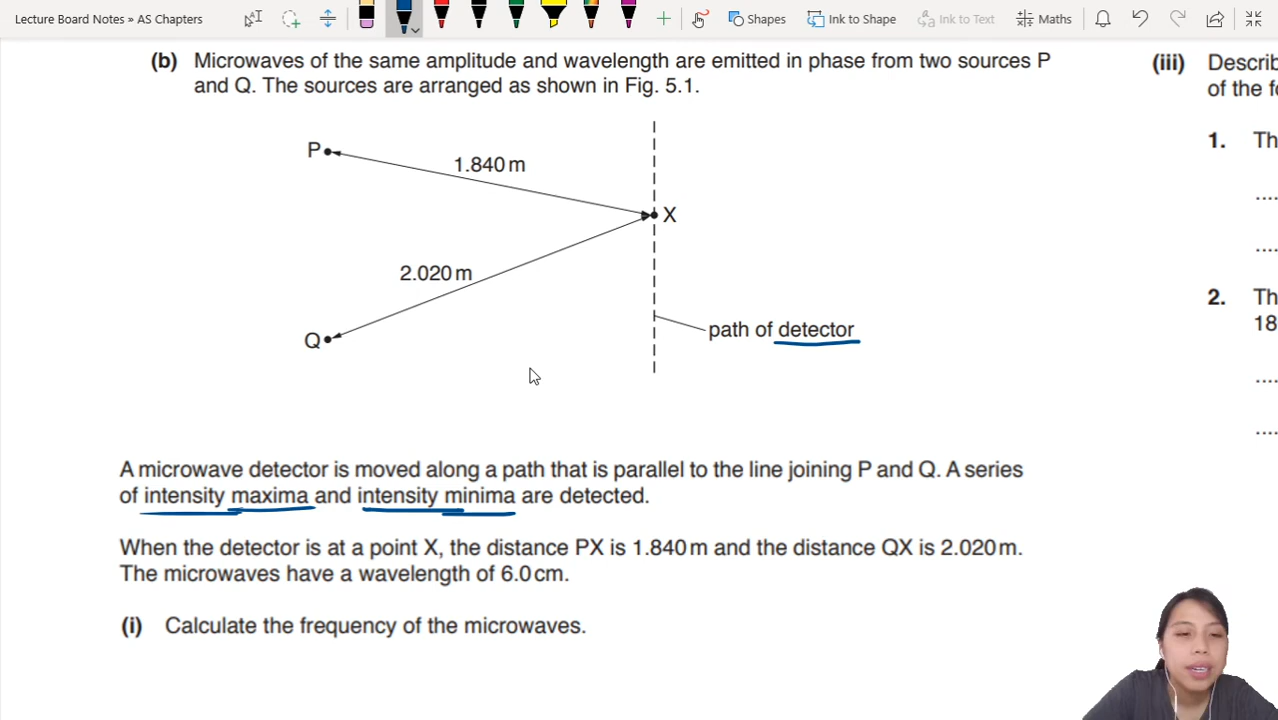 Lecture Board Notes » AS Chapters
Shapes
Ink to Shape
Ink to Text
Maths
(b) Microwaves of the same amplitude and wavelength are emitted in phase from two sources P
and Q. The sources are arranged as shown in Fig. 5.1.
P
1.840 m
X
2.020 m
Q
path of detector
A microwave detector is moved along a path that is parallel to the line joining P and Q. A series
of intensity maxima and intensity minima are detected.
When the detector is at a point X, the distance PX is 1.840 m and the distance QX is 2.020 m.
The microwaves have a wavelength of 6.0 cm.
(i) Calculate the frequency of the microwaves.
(iii) Describ
of the fo
1. Th
....
....
2. Th
18
....
....